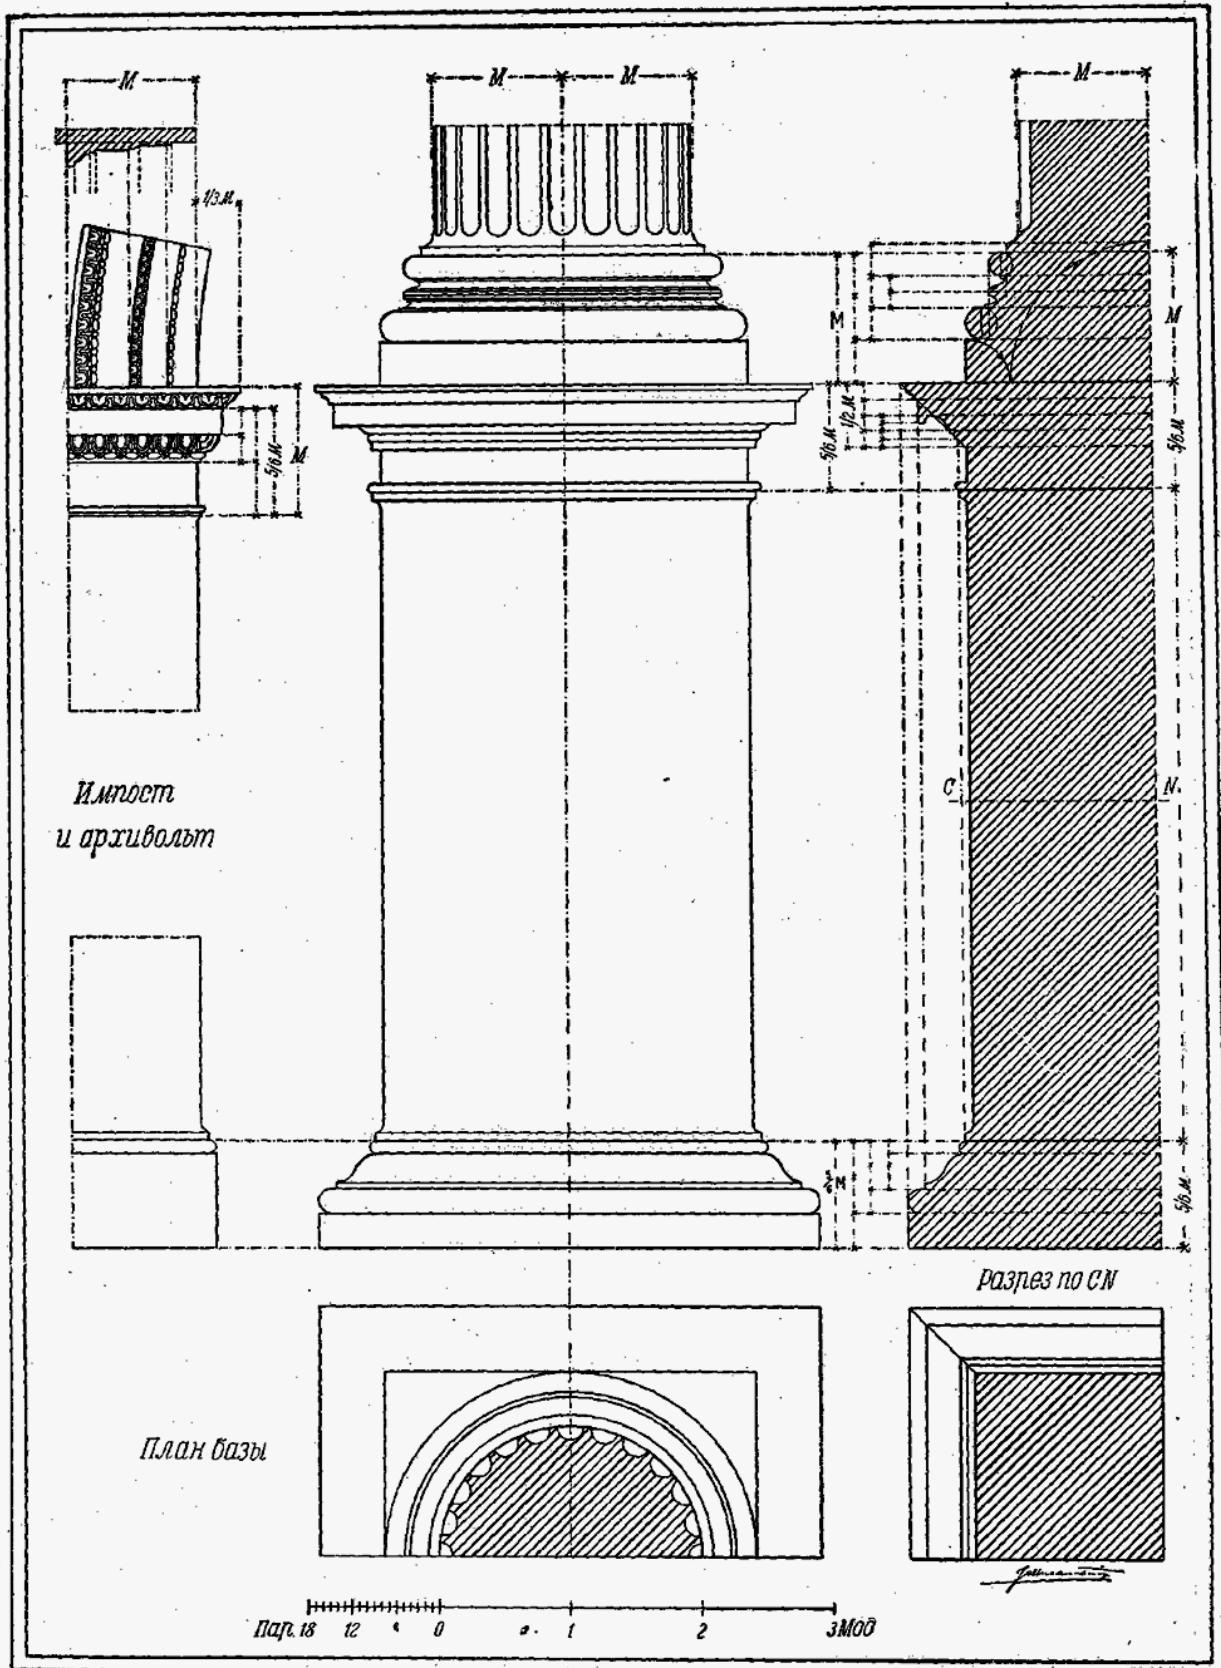 M
M
M
M
1/3 М
M
M
M
5/6 М
5/6 М
1/2 М
5/6 М
Импост
и архивольт
C
N
5/6 М
Разрез по CN
План базы
Пар. 18 12 0 1 2 3 Мод